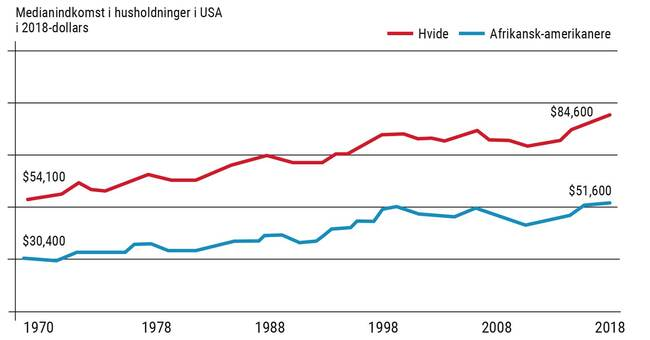 Medianindkomst i husholdninger i USA
i 2018-dollars
Hvide
Afrikansk-amerikanere
$84,600
$54,100
$51,600
$30,400
1970 1978 1988 1998 2008 2018